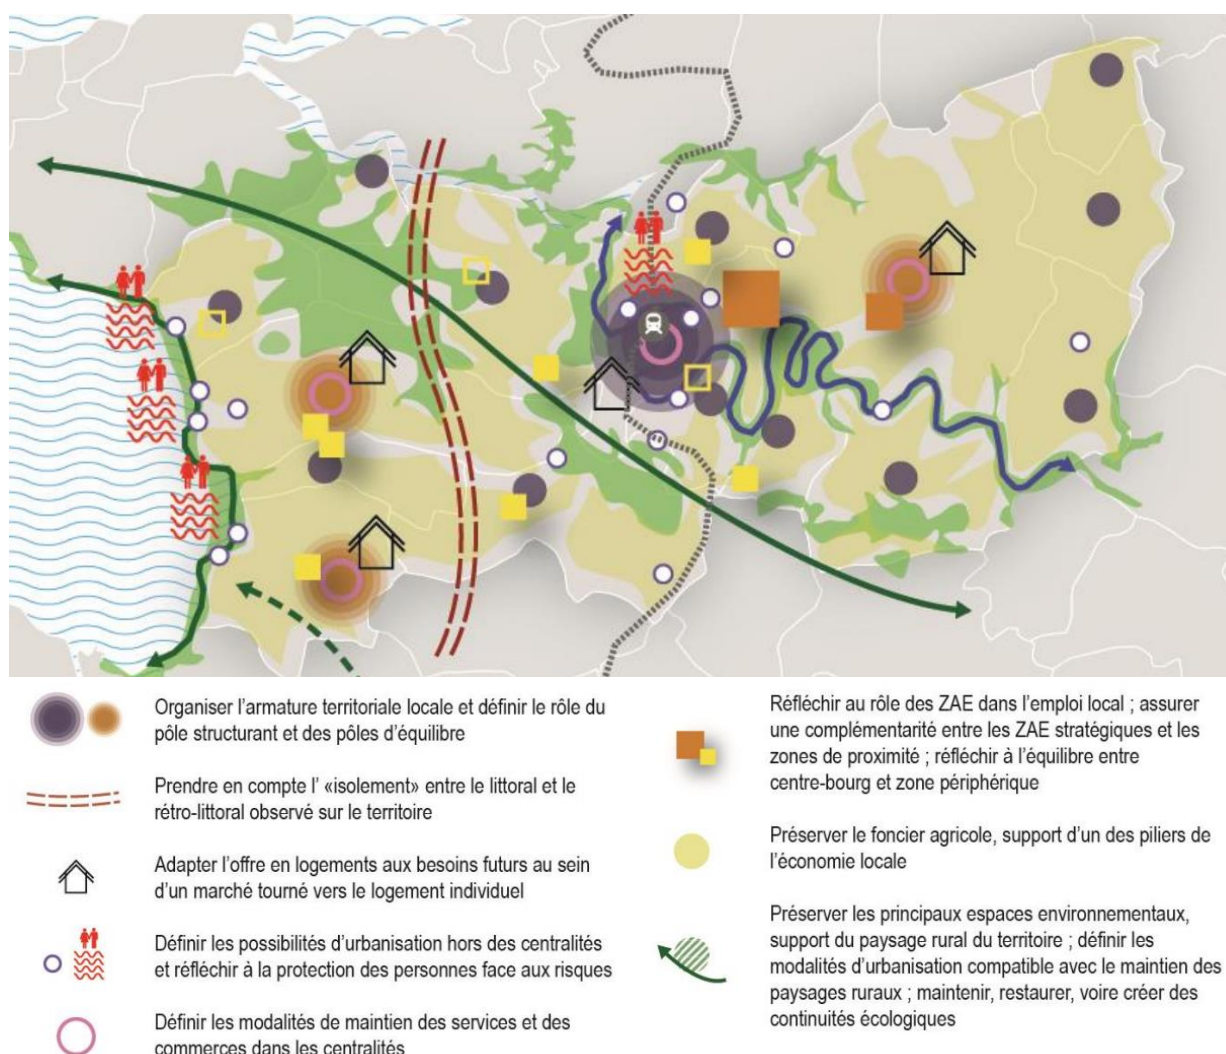 Organiser l’armature territoriale locale et définir le rôle du
pôle structurant et des pôles d’équilibre
Prendre en compte l’ «isolement» entre le littoral et le
rétro-littoral observé sur le territoire
Adapter l’offre en logements aux besoins futurs au sein
d’un marché tourné vers le logement individuel
Définir les possibilités d’urbanisation hors des centralités
et réfléchir à la protection des personnes face aux risques
Définir les modalités de maintien des services et des
commerces dans les centralités
Réfléchir au rôle des ZAE dans l’emploi local ; assurer
une complémentarité entre les ZAE stratégiques et les
zones de proximité ; réfléchir à l’équilibre entre
centre-bourg et zone périphérique
Préserver le foncier agricole, support d’un des piliers de
l’économie locale
Préserver les principaux espaces environnementaux,
support du paysage rural du territoire ; définir les
modalités d’urbanisation compatible avec le maintien des
paysages ruraux ; maintenir, restaurer, voire créer des
continuités écologiques